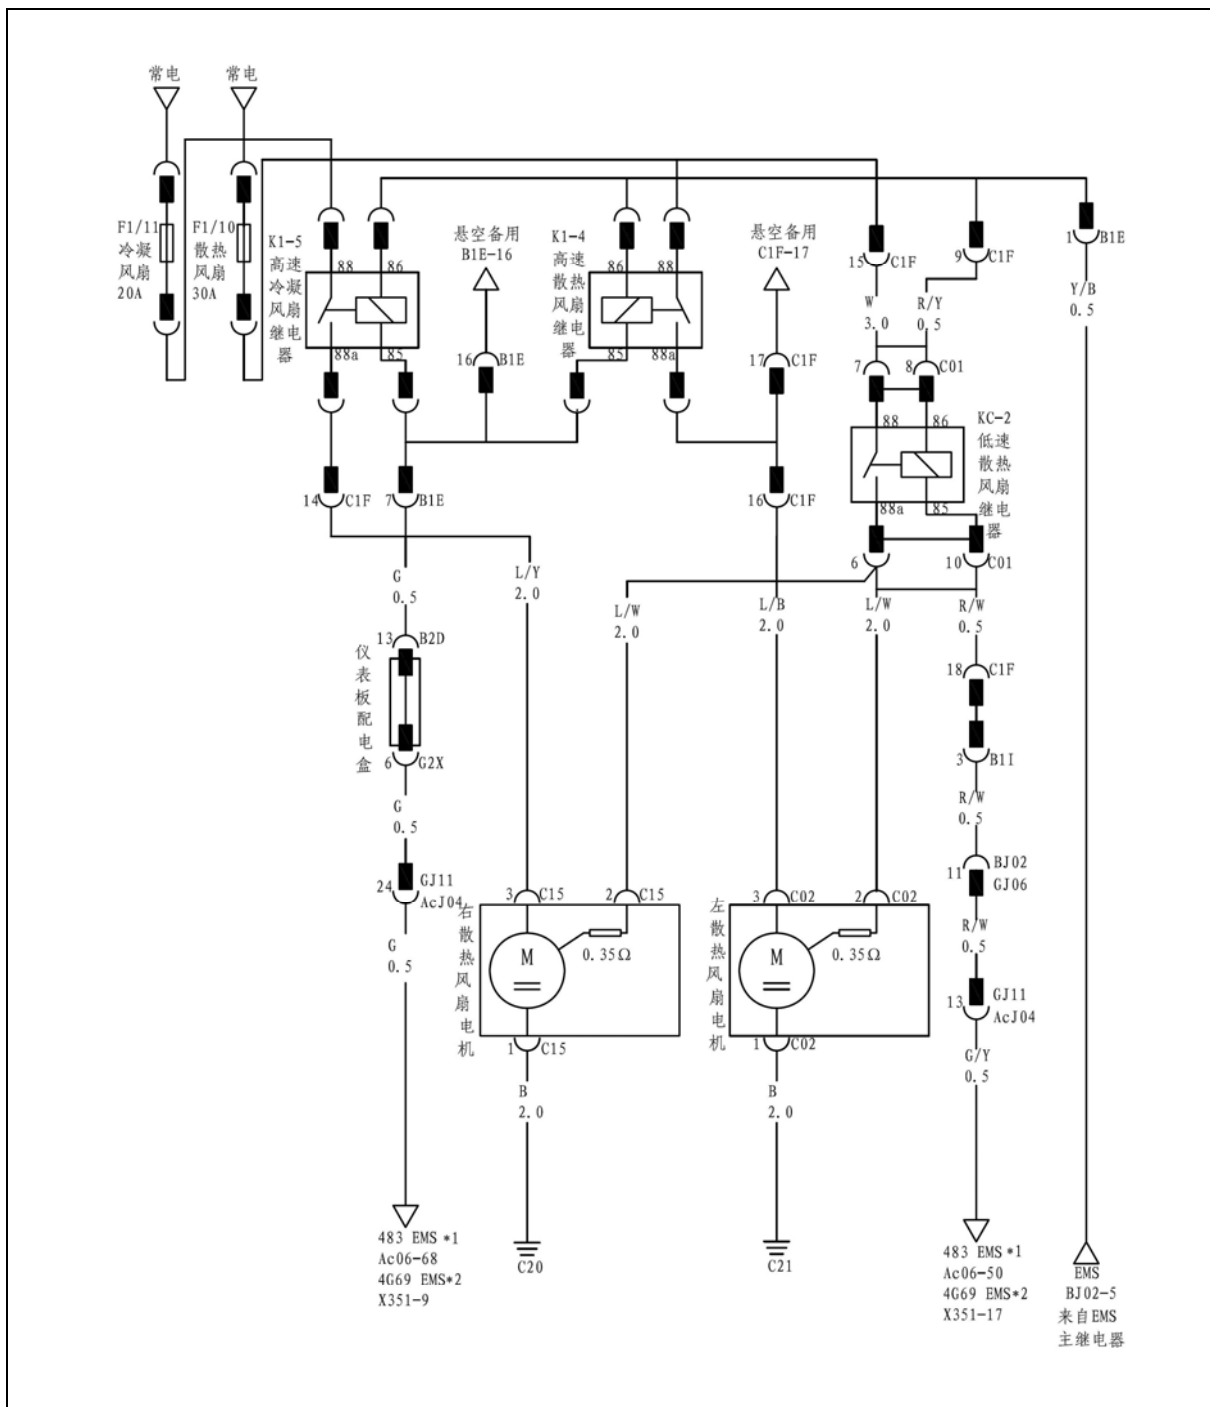 常电
常电
F1/11
冷凝
风扇
20A
F1/10
散热
风扇
30A
K1-5
高速
冷凝
风扇
继电
器
88
86
88a
85
悬空备用
B1E-16
16
B1E
K1-4
高速
散热
风扇
继电
器
86
88
85
88a
悬空备用
C1F-17
17
C1F
15
C1F
9
C1F
1
B1E
W
3.0
R/Y
0.5
Y/B
0.5
7
8
C01
KC-2
低速
散热
风扇
继电
器
88
86
88a
85
14
C1F
7
B1E
16
C1F
6
10
C01
G
0.5
L/Y
2.0
L/W
2.0
L/B
2.0
L/W
2.0
R/W
0.5
13
B2D
仪
表
板
配
电
盒
6
G2X
18
C1F
3
B1I
G
0.5
R/W
0.5
24
GJ11
AcJ04
11
BJ02
GJ06
G
0.5
右
散
热
风
扇
电
机
3
C15
2
C15
M
0.35Ω
1
C15
左
散
热
风
扇
电
机
3
C02
2
C02
M
0.35Ω
1
C02
R/W
0.5
13
GJ11
AcJ04
G/Y
0.5
B
2.0
B
2.0
C20
C21
483 EMS *1
Ac06-68
4G69 EMS*2
X351-9
483 EMS *1
Ac06-50
4G69 EMS*2
X351-17
EMS
BJ02-5
来自EMS
主继电器